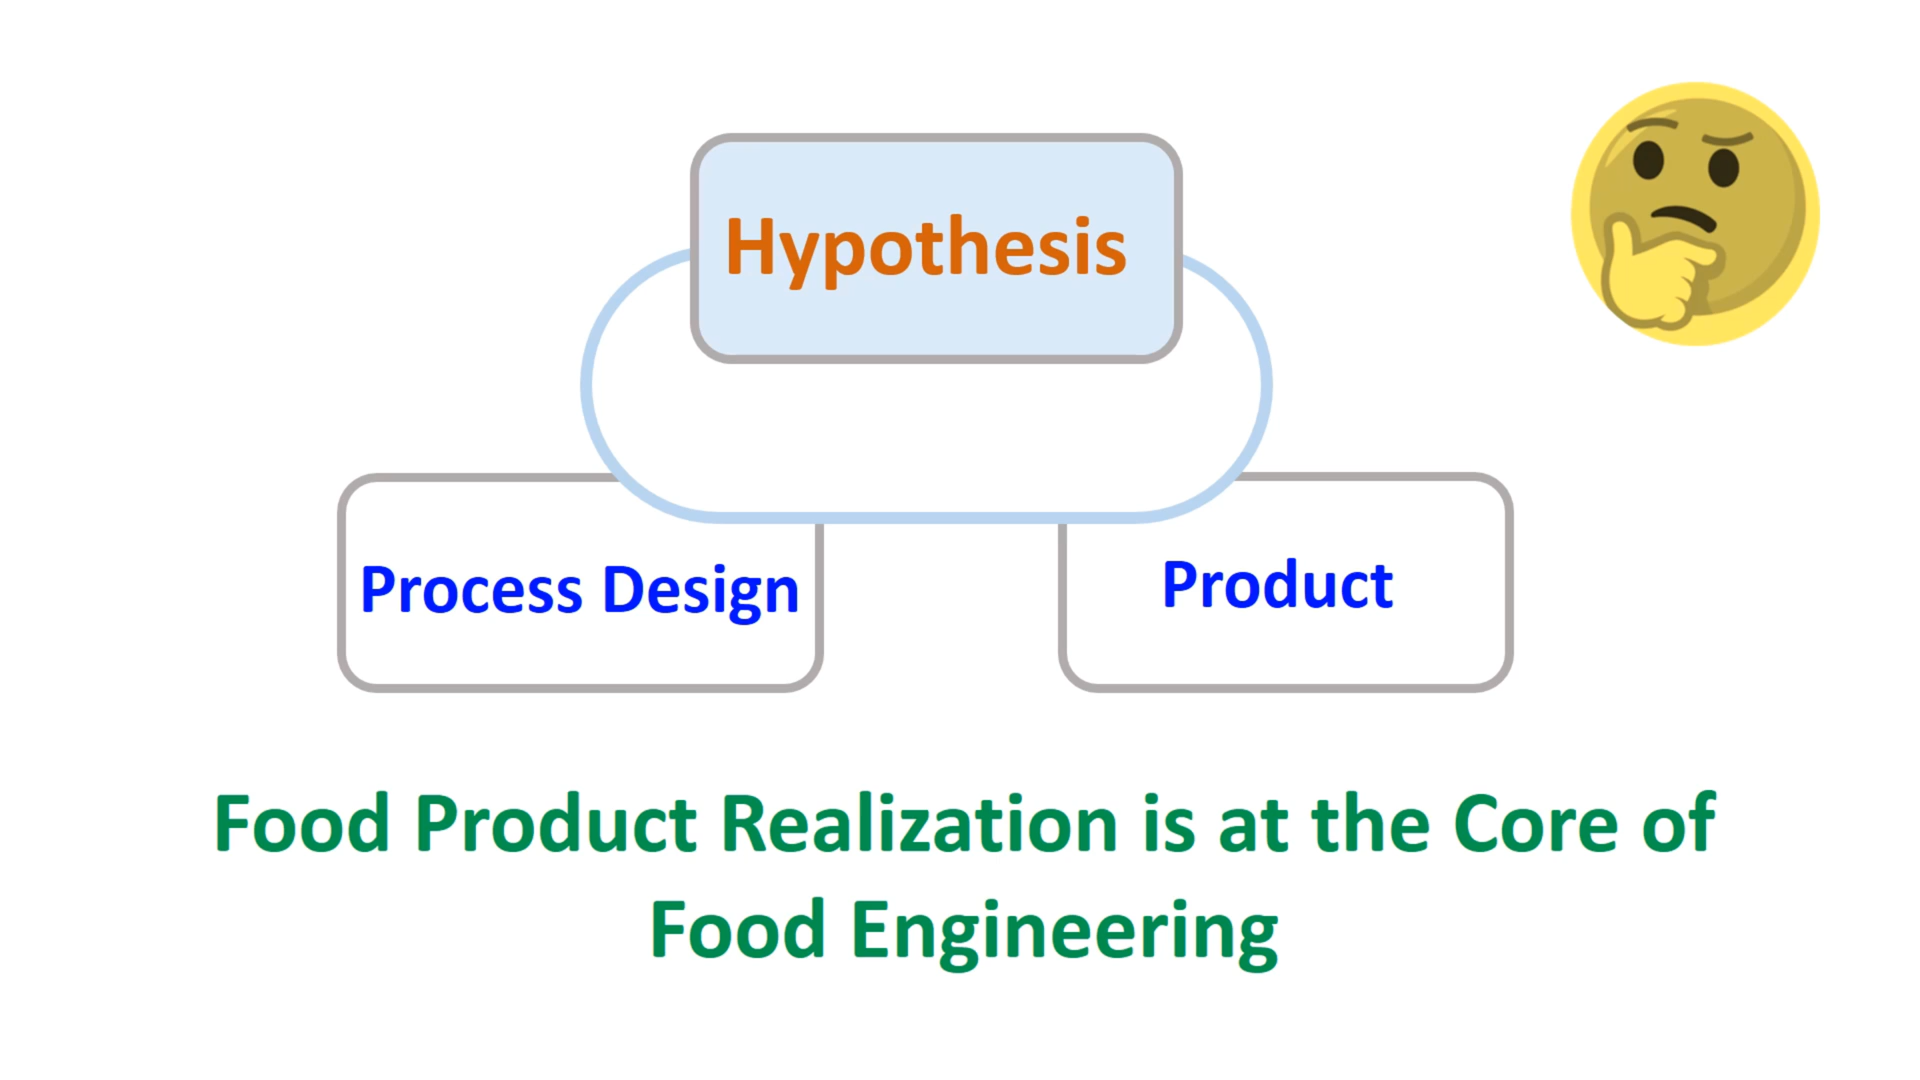 Hypothesis
Process Design
Product
Food Product Realization is at the Core of
Food Engineering